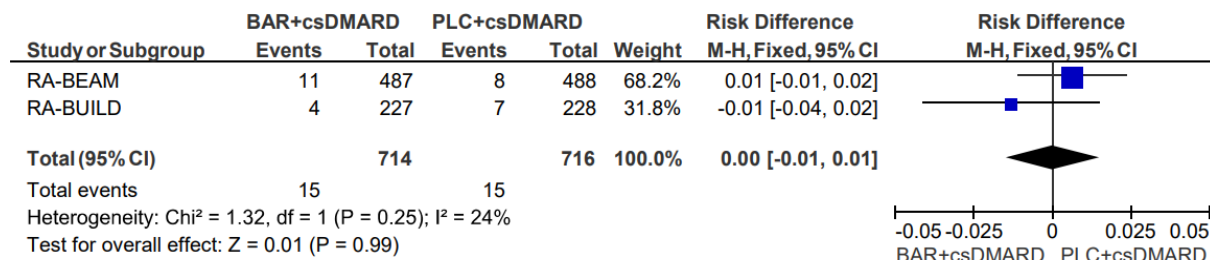 BAR+csDMARD PLC+csDMARD Risk Difference Risk Difference
Study or Subgroup Events Total Events Total Weight M-H, Fixed, 95% CI M-H, Fixed, 95% CI
RA-BEAM 11 487 8 488 68.2% 0.01 [-0.01, 0.02]
RA-BUILD 4 227 7 228 31.8% -0.01 [-0.04, 0.02]
Total (95% CI) 714 716 100.0% 0.00 [-0.01, 0.01]
Total events 15 15
Heterogeneity: Chi² = 1.32, df = 1 (P = 0.25); I² = 24%
Test for overall effect: Z = 0.01 (P = 0.99)
-0.05 -0.025 0 0.025 0.05
BAR+csDMARD PLC+csDMARD